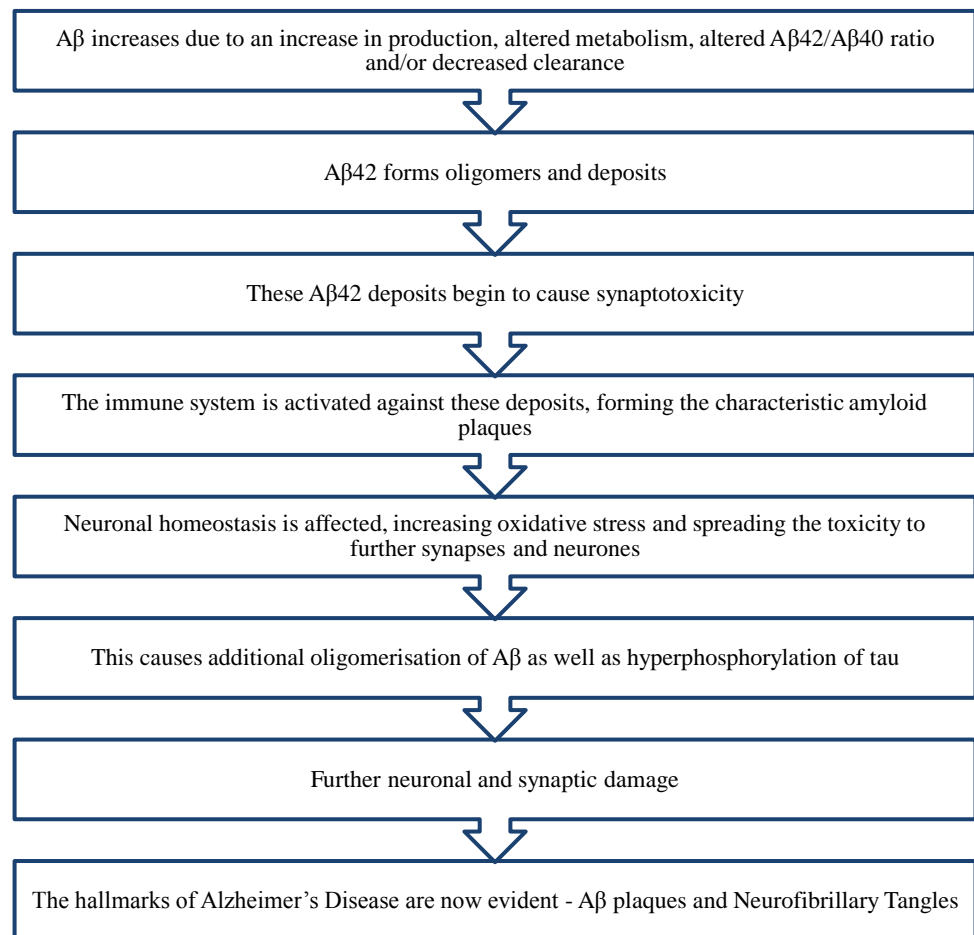 Aβ increases due to an increase in production, altered metabolism, altered Aβ42/Aβ40 ratio
and/or decreased clearance
Aβ42 forms oligomers and deposits
These Aβ42 deposits begin to cause synaptotoxicity
The immune system is activated against these deposits, forming the characteristic amyloid
plaques
Neuronal homeostasis is affected, increasing oxidative stress and spreading the toxicity to
further synapses and neurones
This causes additional oligomerisation of Aβ as well as hyperphosphorylation of tau
Further neuronal and synaptic damage
The hallmarks of Alzheimer’s Disease are now evident - Aβ plaques and Neurofibrillary Tangles